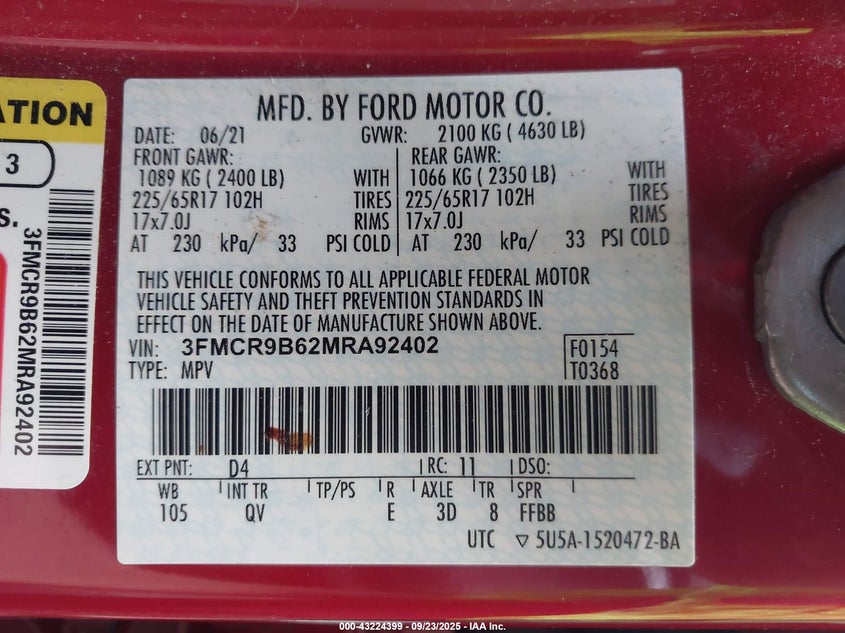 ATION
3
S.
3FMCR9B62MRA92402
MFD. BY FORD MOTOR CO.
DATE: 06/21 GVWR: 2100 KG ( 4630 LB)
FRONT GAWR: REAR GAWR:
1089 KG ( 2400 LB) WITH 1066 KG ( 2350 LB) WITH
225/65R17 102H TIRES 225/65R17 102H TIRES
17x7.0J RIMS 17x7.0J RIMS
AT 230 kPa/ 33 PSI COLD AT 230 kPa/ 33 PSI COLD
THIS VEHICLE CONFORMS TO ALL APPLICABLE FEDERAL MOTOR
VEHICLE SAFETY AND THEFT PREVENTION STANDARDS IN
EFFECT ON THE DATE OF MANUFACTURE SHOWN ABOVE.
VIN: 3FMCR9B62MRA92402 F0154
TYPE: MPV T0368
EXT PNT: D4 RC: 11 DSO:
WB INT TR TP/PS R AXLE TR SPR
105 QV E 3D 8 FFBB
UTC ▽ 5U5A-1520472-BA
000-43224399 - 09/23/2025 - IAA Inc.